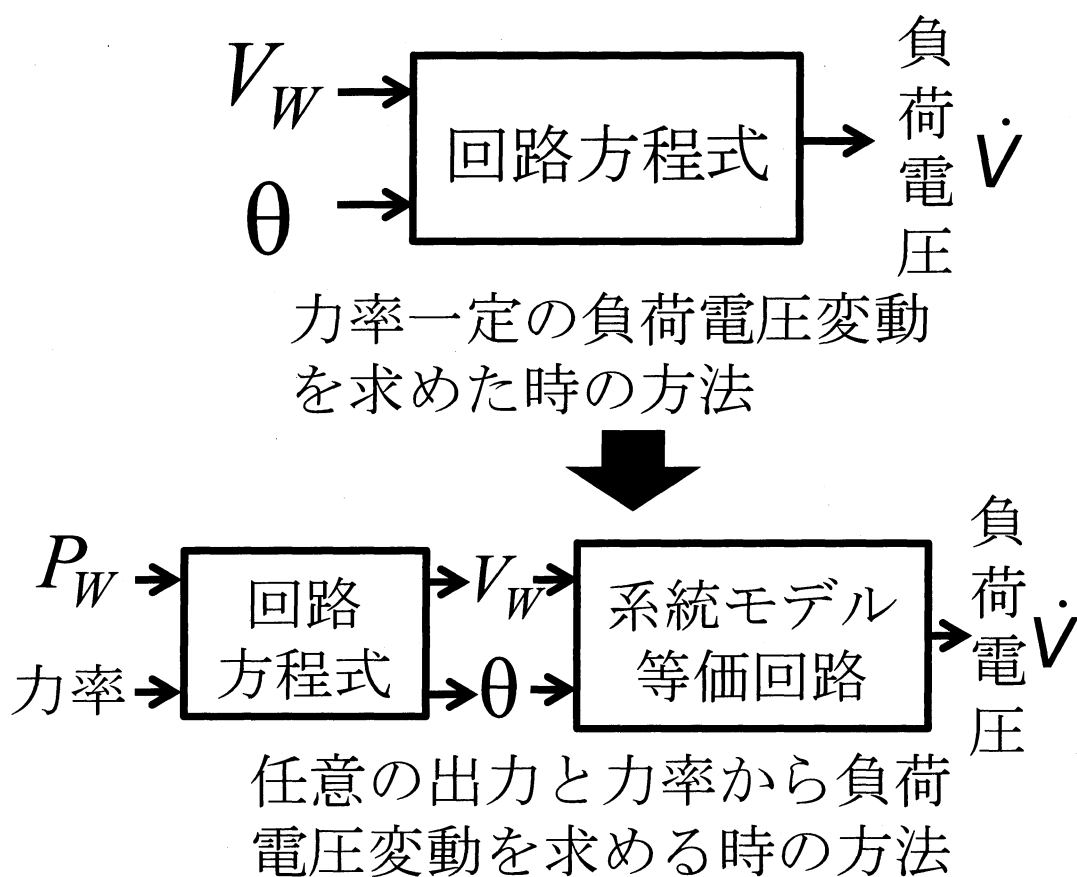 V_W
θ
回路方程式
負荷電圧 V̇
力率一定の負荷電圧変動
を求めた時の方法
P_W
力率
回路
方程式
V_W
θ
系統モデル
等価回路
負荷電圧 V̇
任意の出力と力率から負荷
電圧変動を求める時の方法